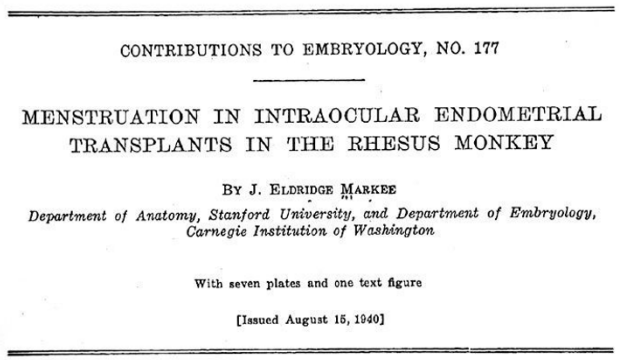 CONTRIBUTIONS TO EMBRYOLOGY, NO. 177
MENSTRUATION IN INTRAOCULAR ENDOMETRIAL
TRANSPLANTS IN THE RHESUS MONKEY
BY J. ELDRIDGE MARKEE
Department of Anatomy, Stanford University, and Department of Embryology,
Carnegie Institution of Washington
With seven plates and one text figure
[Issued August 15, 1940]